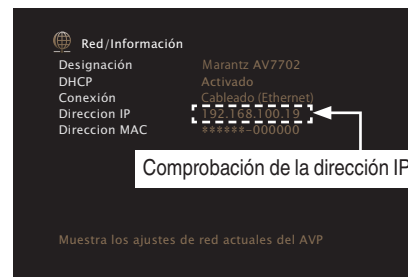 Red/Información
Designación Marantz AV7702
DHCP Activado
Conexión Cableado (Ethernet)
Direccion IP 192.168.100.19
Direccion MAC ******-000000
Comprobación de la dirección IP
Muestra los ajustes de red actuales del AVP